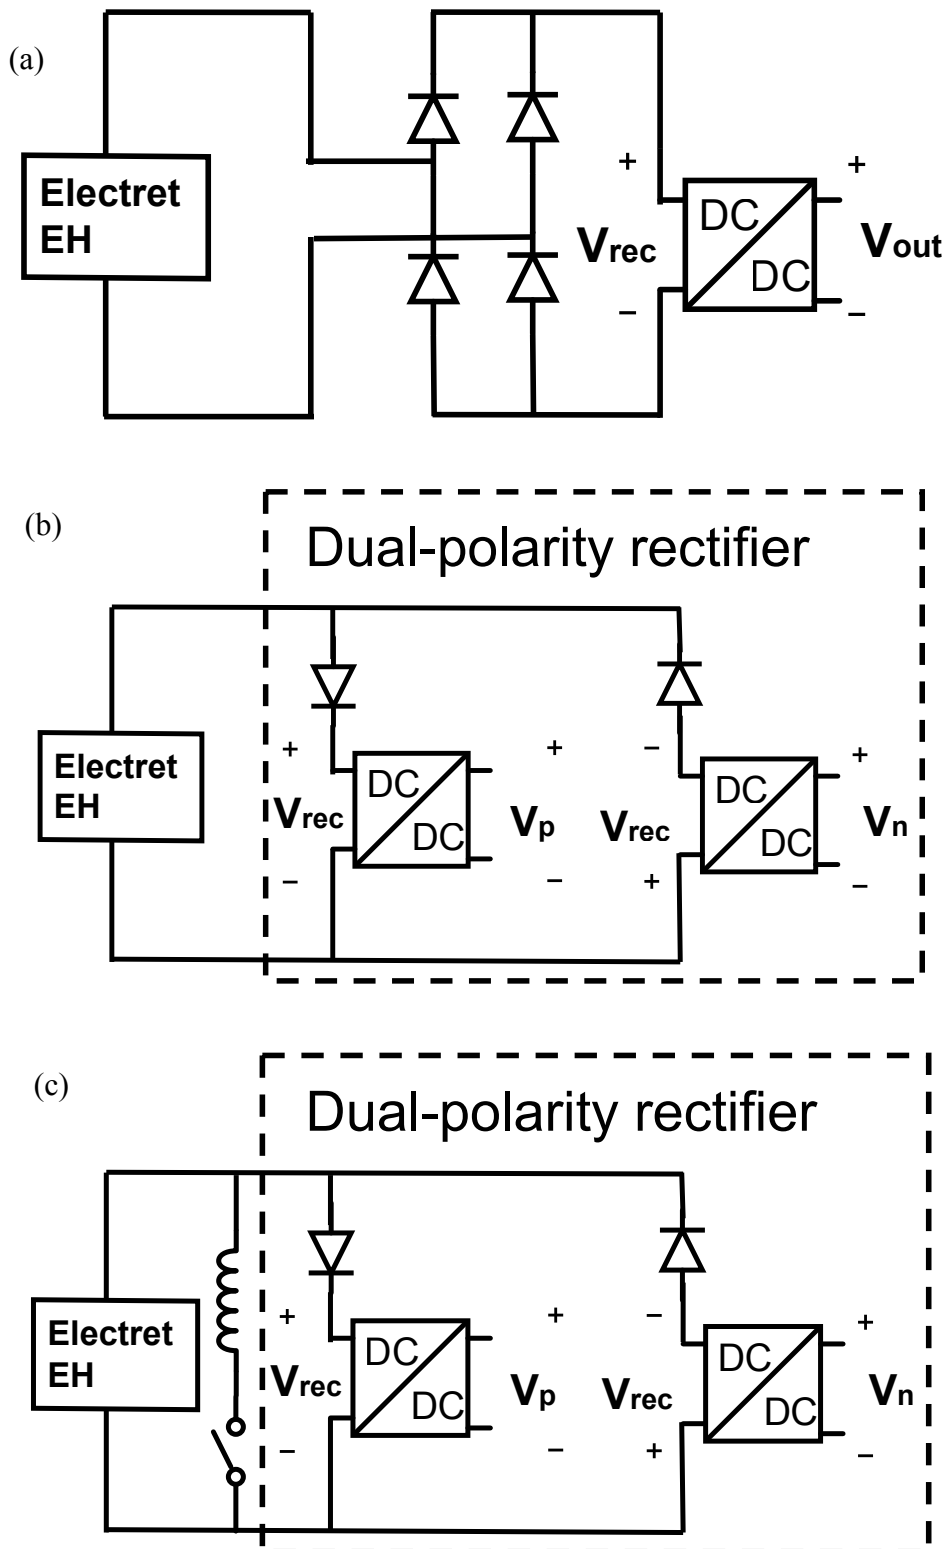 (a)
Electret
EH
+
Vrec
−
DC
DC
+
Vout
−
(b)
Dual-polarity rectifier
Electret
EH
+
Vrec
−
DC
DC
+
Vp
−
−
Vrec
+
DC
DC
+
Vn
−
(c)
Dual-polarity rectifier
Electret
EH
+
Vrec
−
DC
DC
+
Vp
−
−
Vrec
+
DC
DC
+
Vn
−